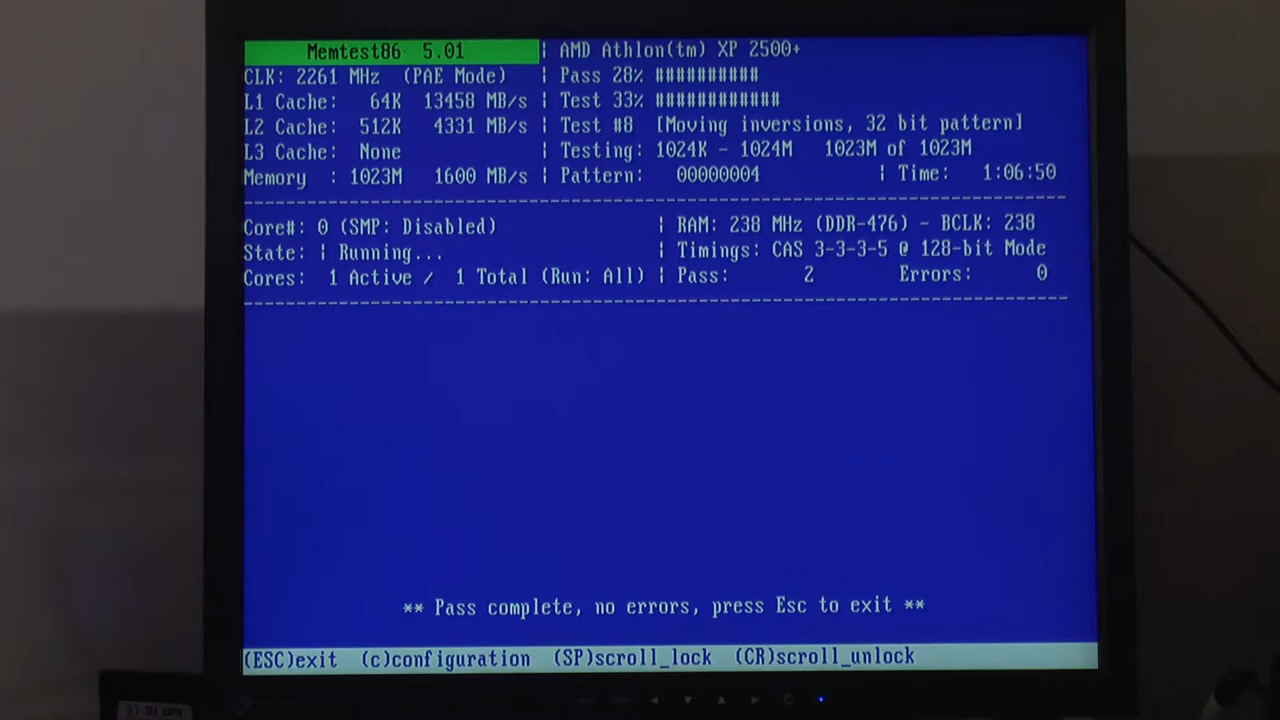 Memtest86 5.01 | AMD Athlon(tm) XP 2500+
CLK: 2261 MHz (PAE Mode) | Pass 28% ##########
L1 Cache: 64K 13458 MB/s | Test 33% ############
L2 Cache: 512K 4331 MB/s | Test #8 [Moving inversions, 32 bit pattern]
L3 Cache: None | Testing: 1024K - 1024M 1023M of 1023M
Memory : 1023M 1600 MB/s | Pattern: 00000004 | Time: 1:06:50
Core#: 0 (SMP: Disabled) | RAM: 238 MHz (DDR-476) - BCLK: 238
State: | Running... | Timings: CAS 3-3-3-5 @ 128-bit Mode
Cores: 1 Active / 1 Total (Run: All) | Pass: 2 Errors: 0
** Pass complete, no errors, press Esc to exit **
(ESC)exit (c)configuration (SP)scroll_lock (CR)scroll_unlock